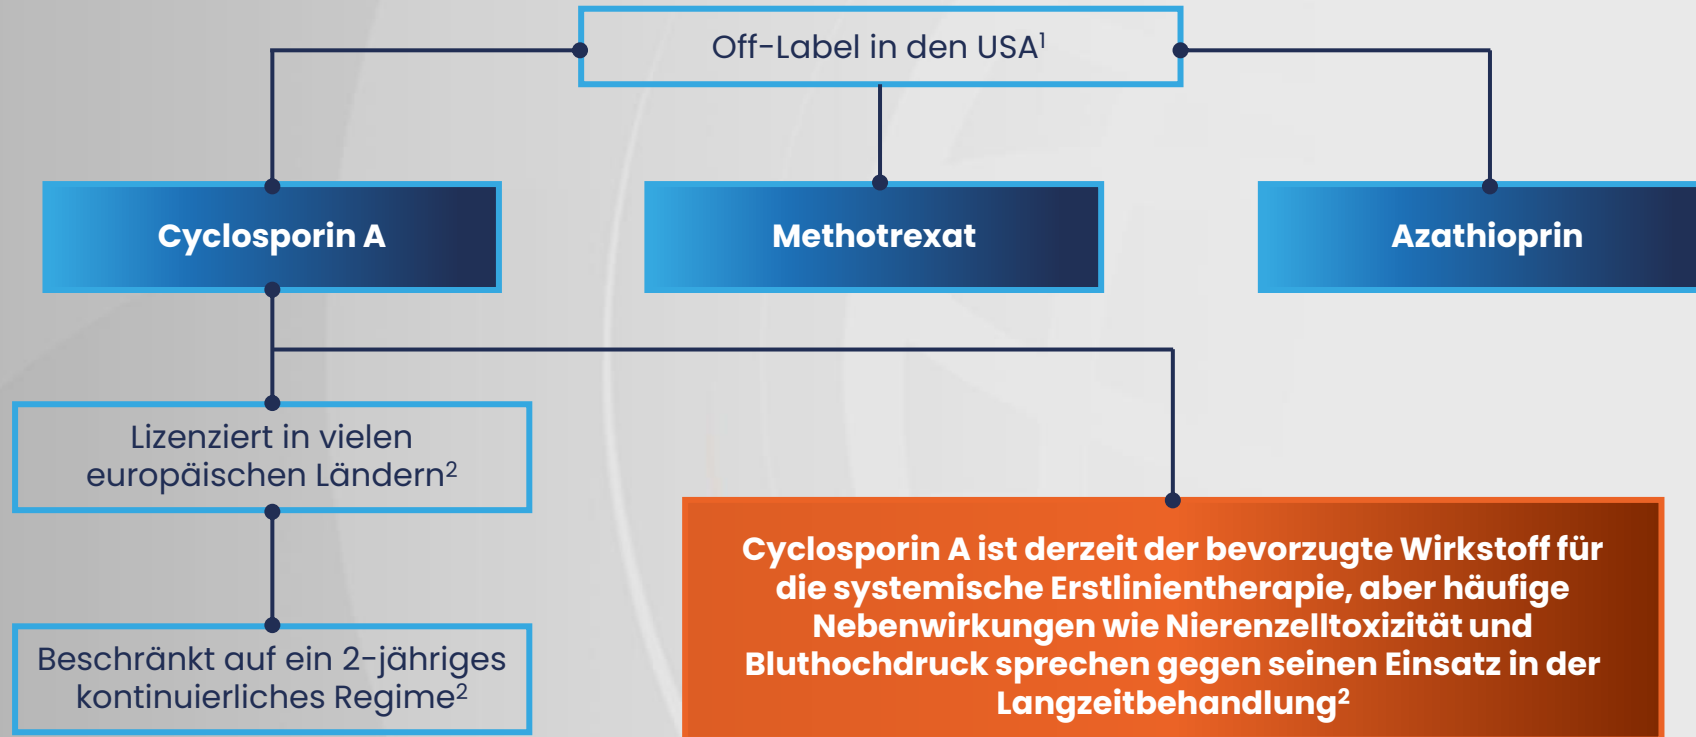 Off-Label in den USA¹
Cyclosporin A
Methotrexat
Azathioprin
Lizenziert in vielen
europäischen Ländern²
Beschränkt auf ein 2-jähriges
kontinuierliches Regime²
Cyclosporin A ist derzeit der bevorzugte Wirkstoff für
die systemische Erstlinientherapie, aber häufige
Nebenwirkungen wie Nierenzelltoxizität und
Bluthochdruck sprechen gegen seinen Einsatz in der
Langzeitbehandlung²